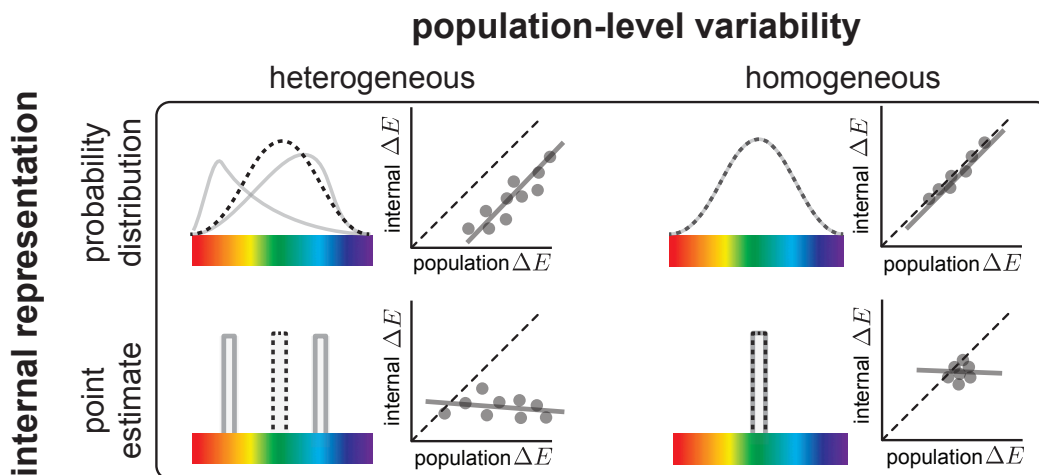 population-level variability
heterogeneous
homogeneous
internal representation
probability
distribution
internal ΔE
population ΔE
internal ΔE
population ΔE
point
estimate
internal ΔE
population ΔE
internal ΔE
population ΔE